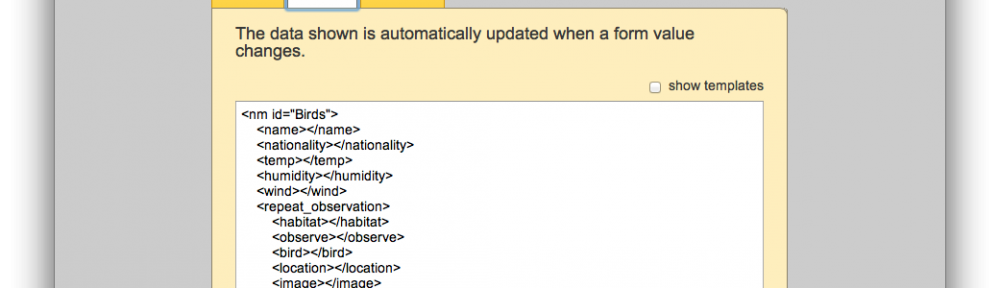 The data shown is automatically updated when a form value
changes.
show templates
<nm id="Birds">
<name></name>
<nationality></nationality>
<temp></temp>
<humidity></humidity>
<wind></wind>
<repeat_observation>
<habitat></habitat>
<observe></observe>
<bird></bird>
<location></location>
<image></image>